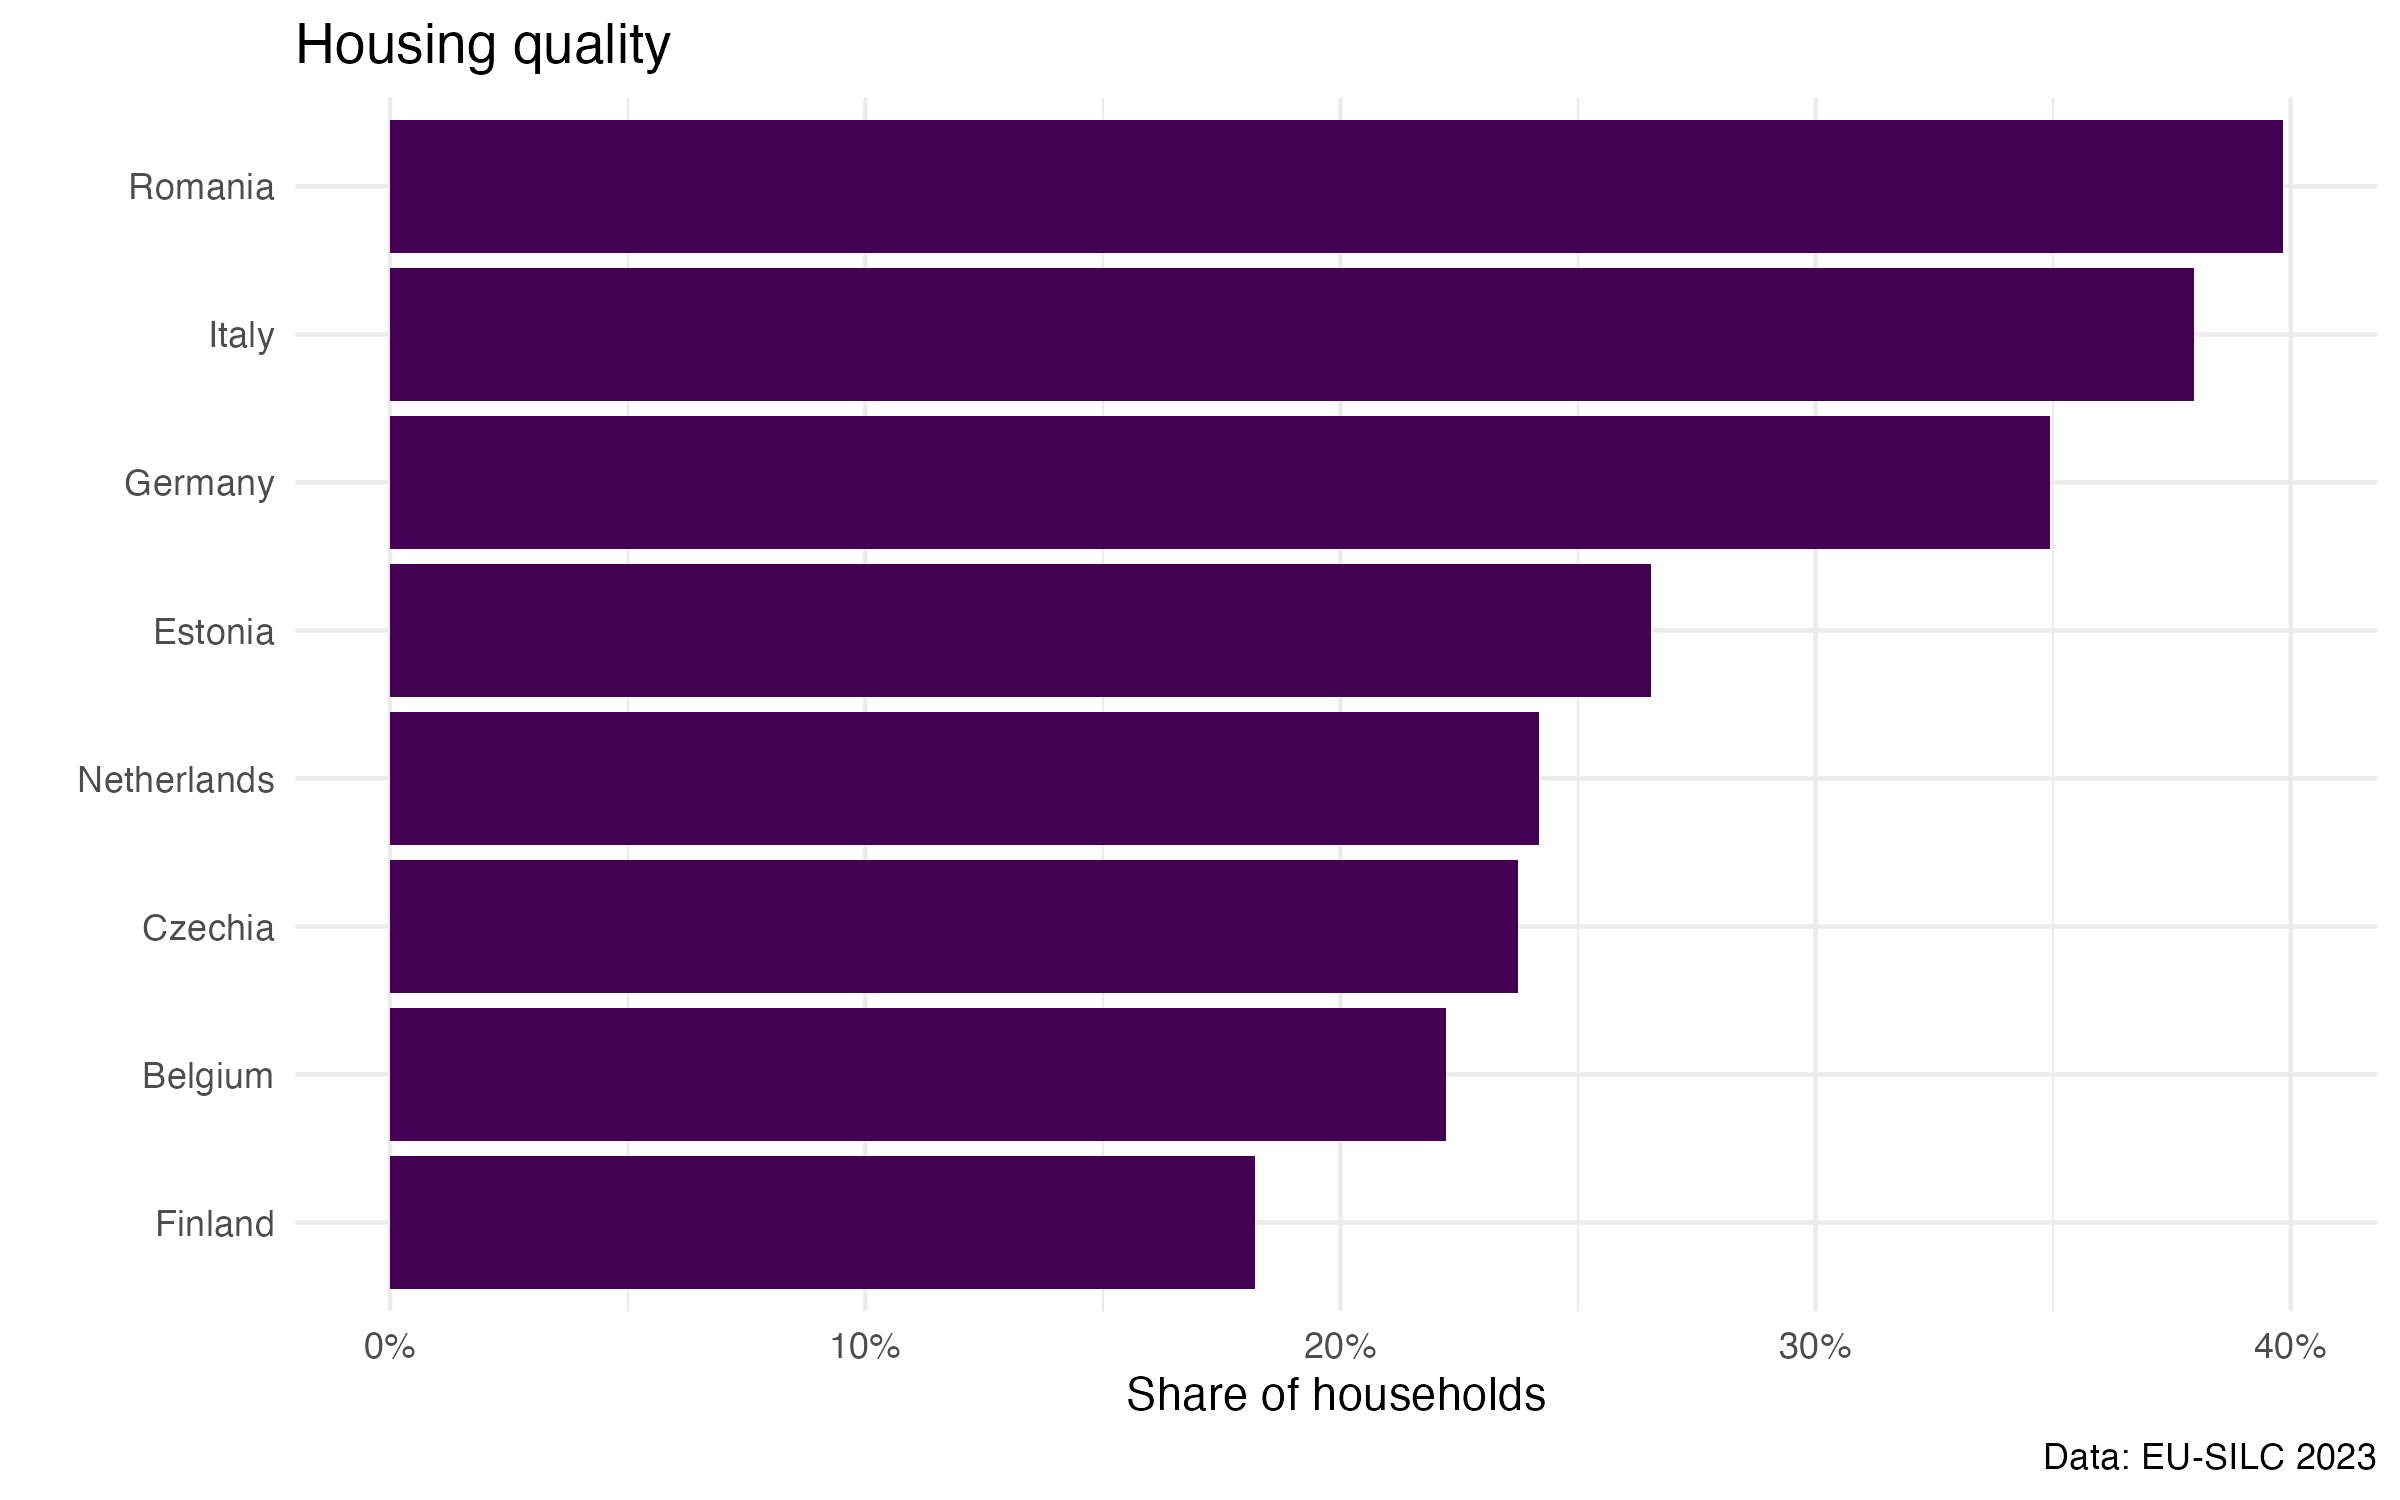 Housing quality
Romania
Italy
Germany
Estonia
Netherlands
Czechia
Belgium
Finland
0% 10% 20% 30% 40%
Share of households
Data: EU-SILC 2023